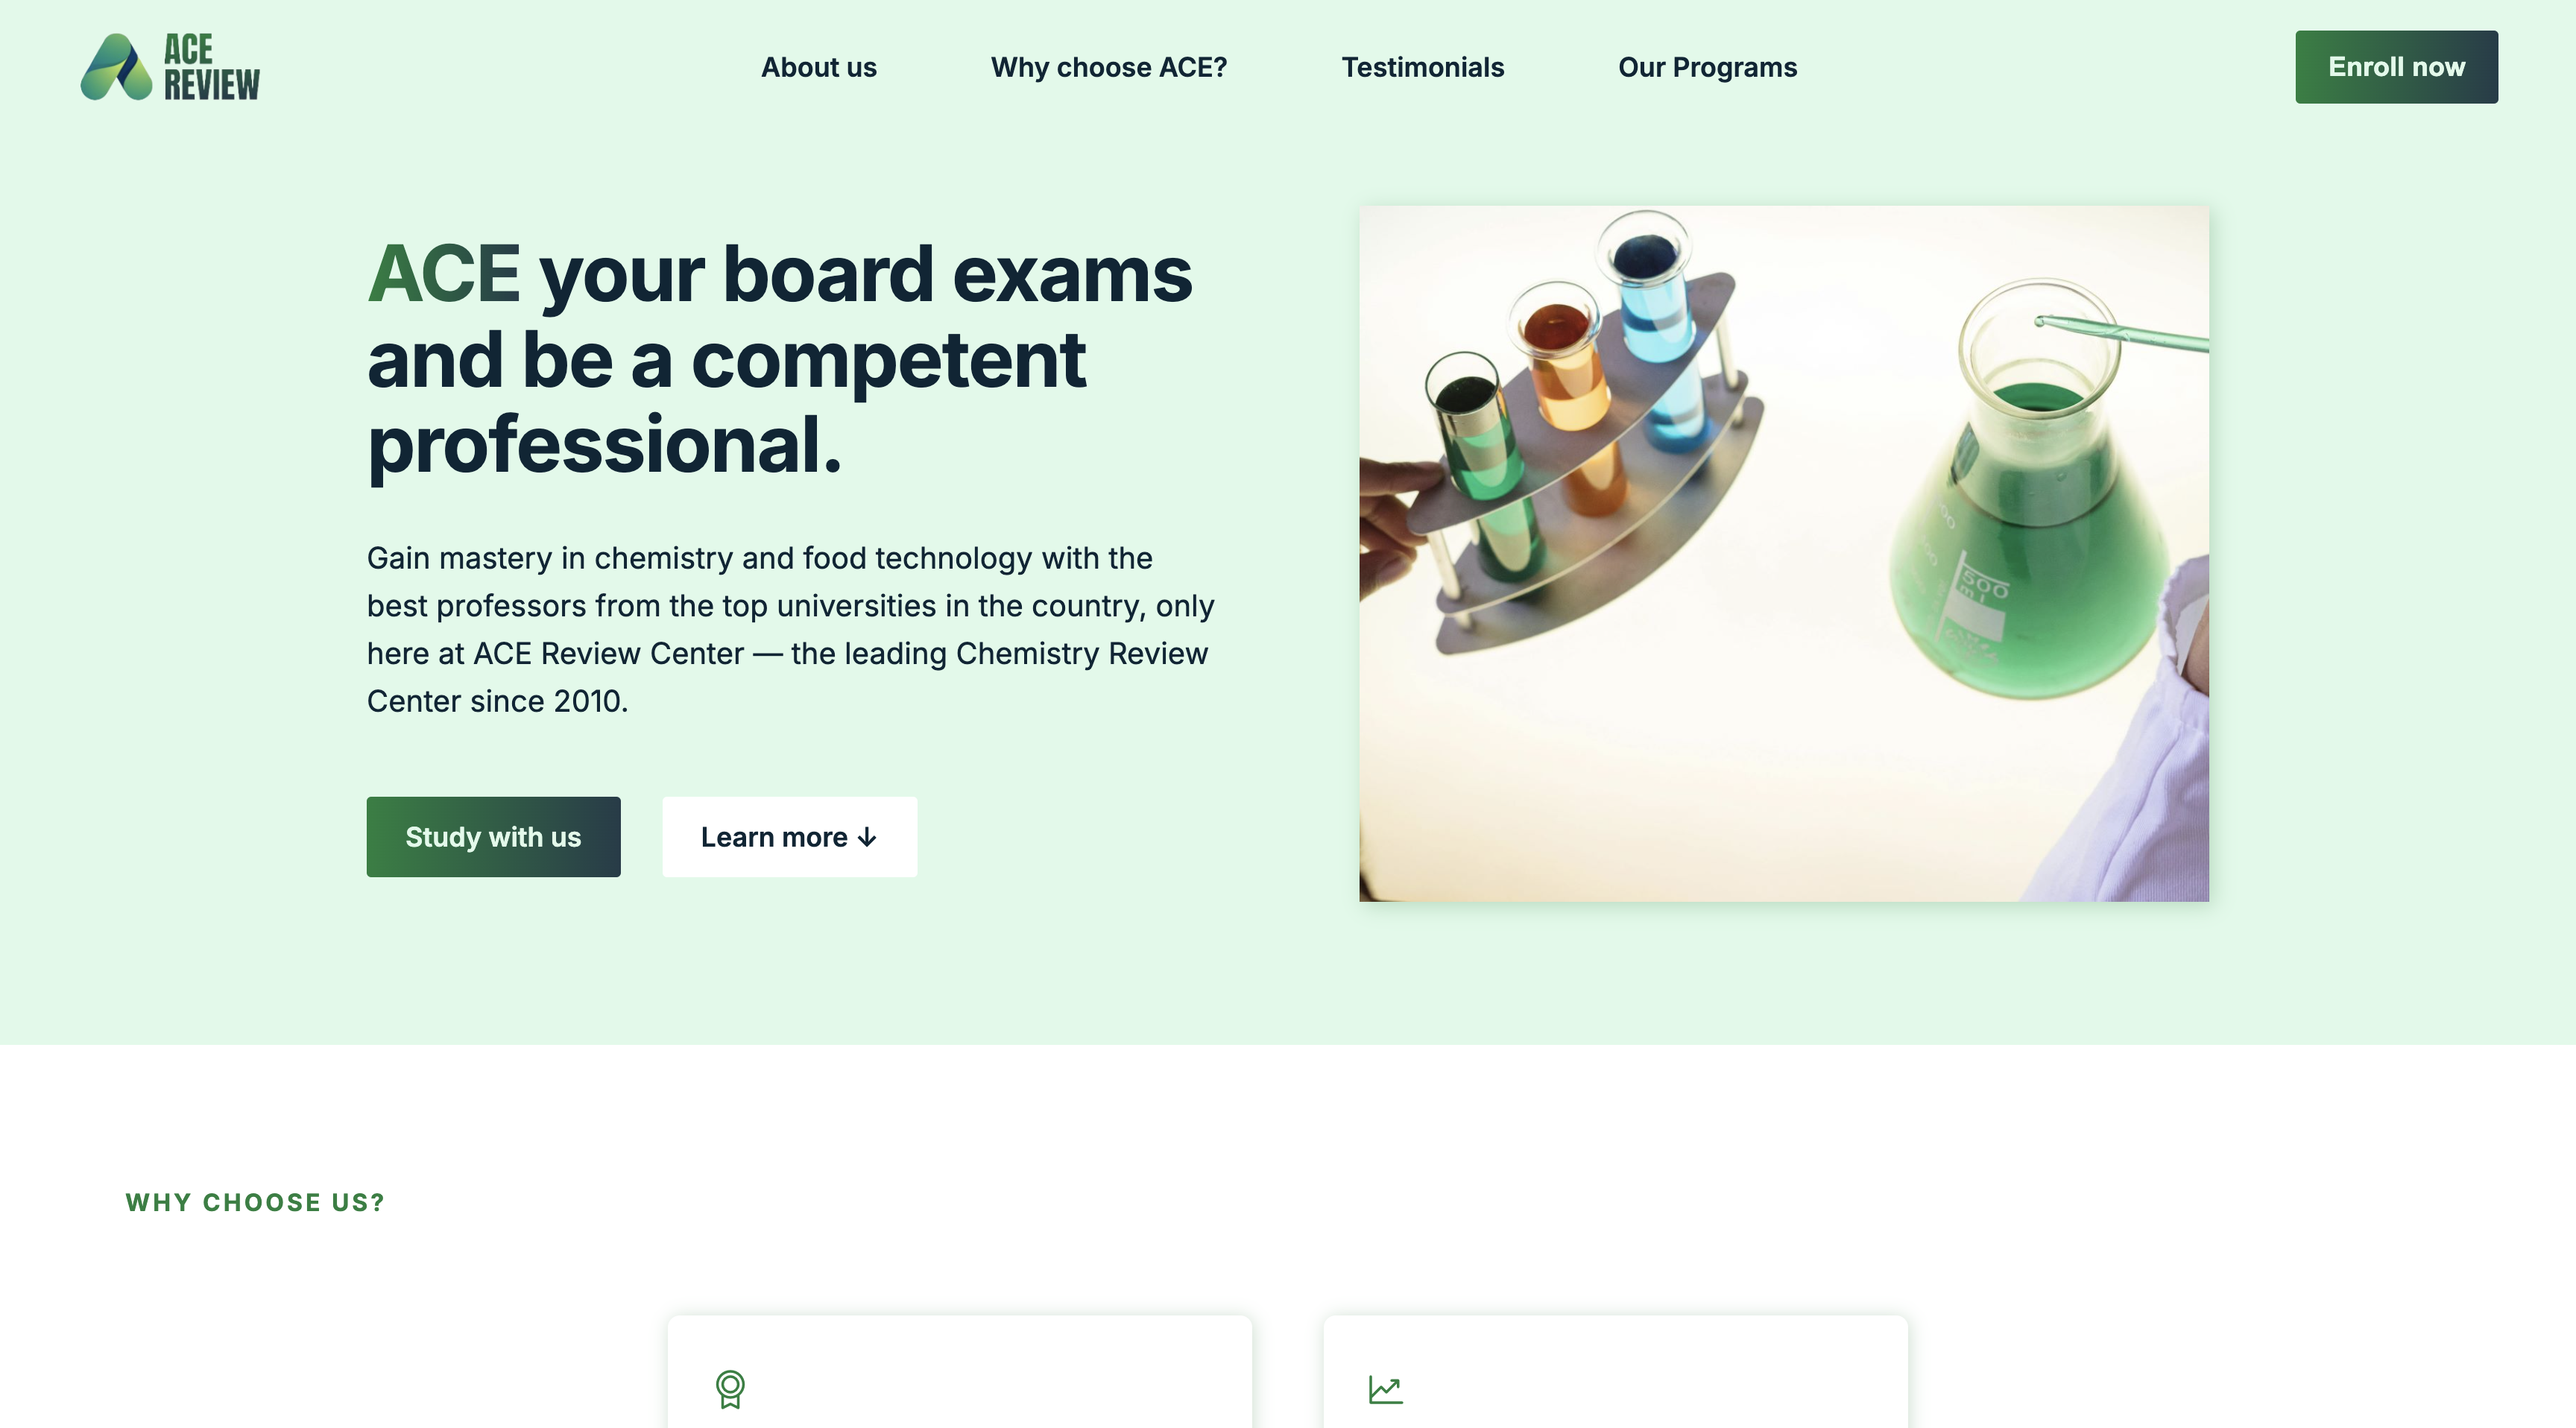 ACE
REVIEW
About us
Why choose ACE?
Testimonials
Our Programs
Enroll now
ACE your board exams
and be a competent
professional.
Gain mastery in chemistry and food technology with the
best professors from the top universities in the country, only
here at ACE Review Center — the leading Chemistry Review
Center since 2010.
Study with us
Learn more ↓
500
ml
WHY CHOOSE US?